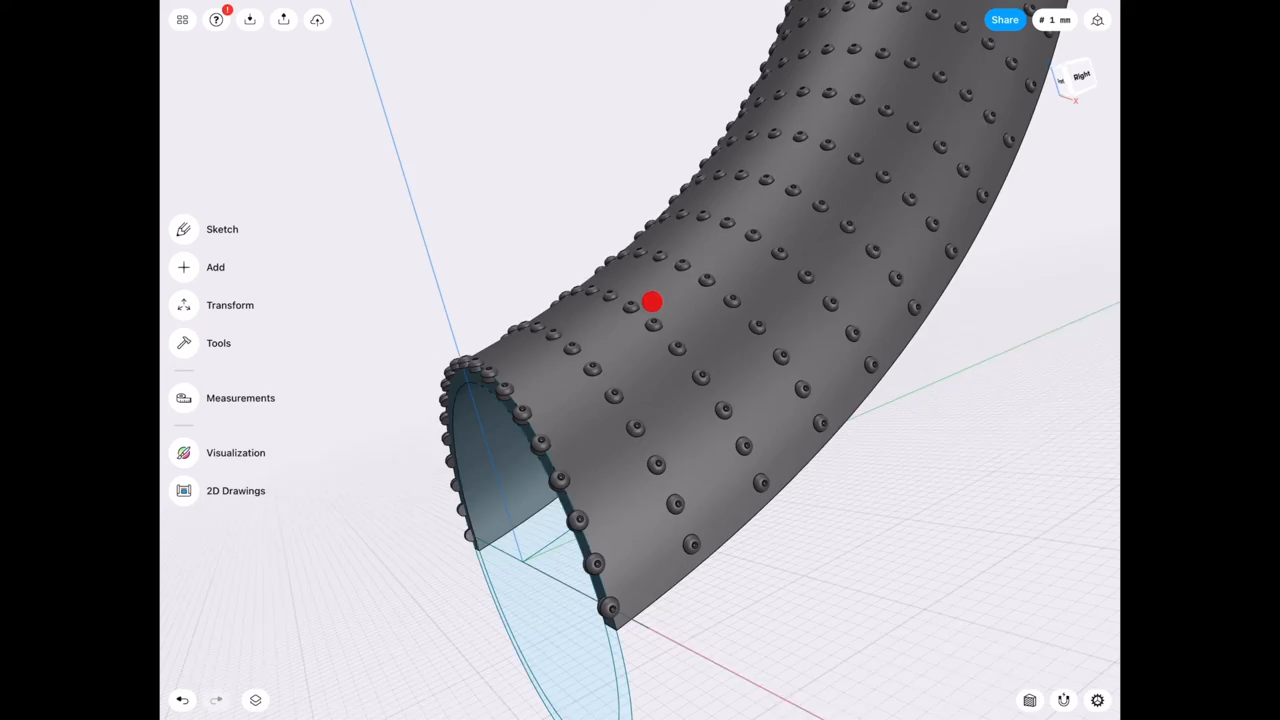 Share
# 1 mm
Right
X
Sketch
Add
Transform
Tools
Measurements
Visualization
2D Drawings